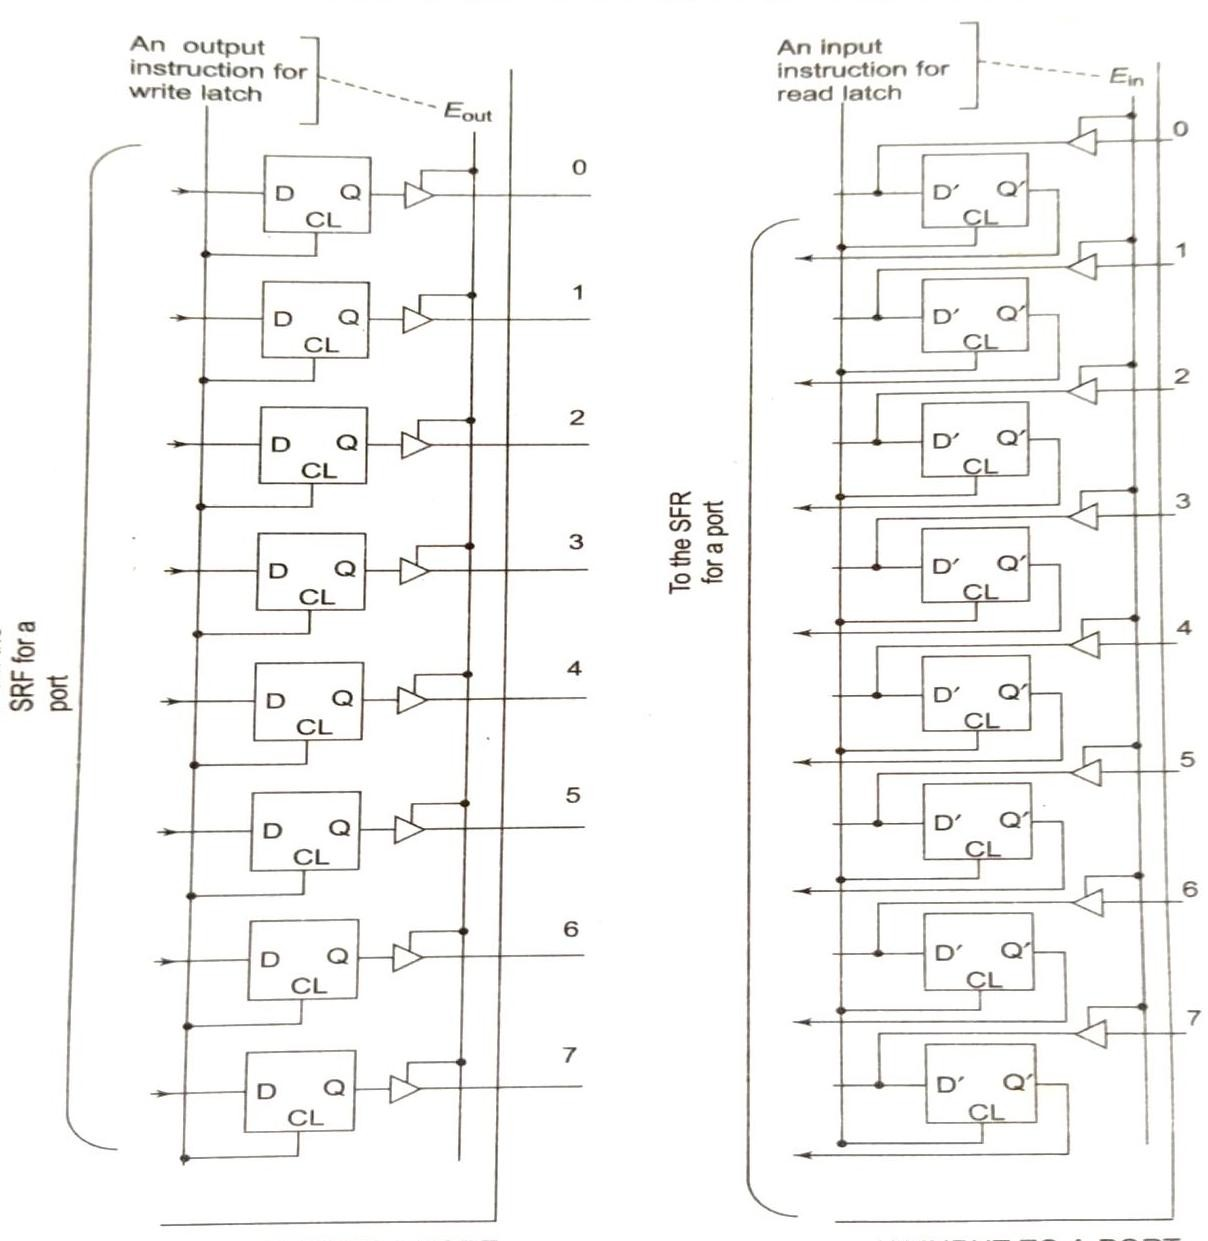 An output
instruction for
write latch
Eout
0
D Q
CL
1
D Q
CL
2
D Q
CL
3
D Q
CL
4
D Q
CL
5
D Q
CL
6
D Q
CL
7
D Q
CL
SRF for a
port
An input
instruction for
read latch
Ein
0
D′ Q′
CL
1
D′ Q′
CL
2
D′ Q′
CL
3
D′ Q′
CL
4
D′ Q′
CL
5
D′ Q′
CL
6
D′ Q′
CL
7
D′ Q′
CL
To the SFR
for a port